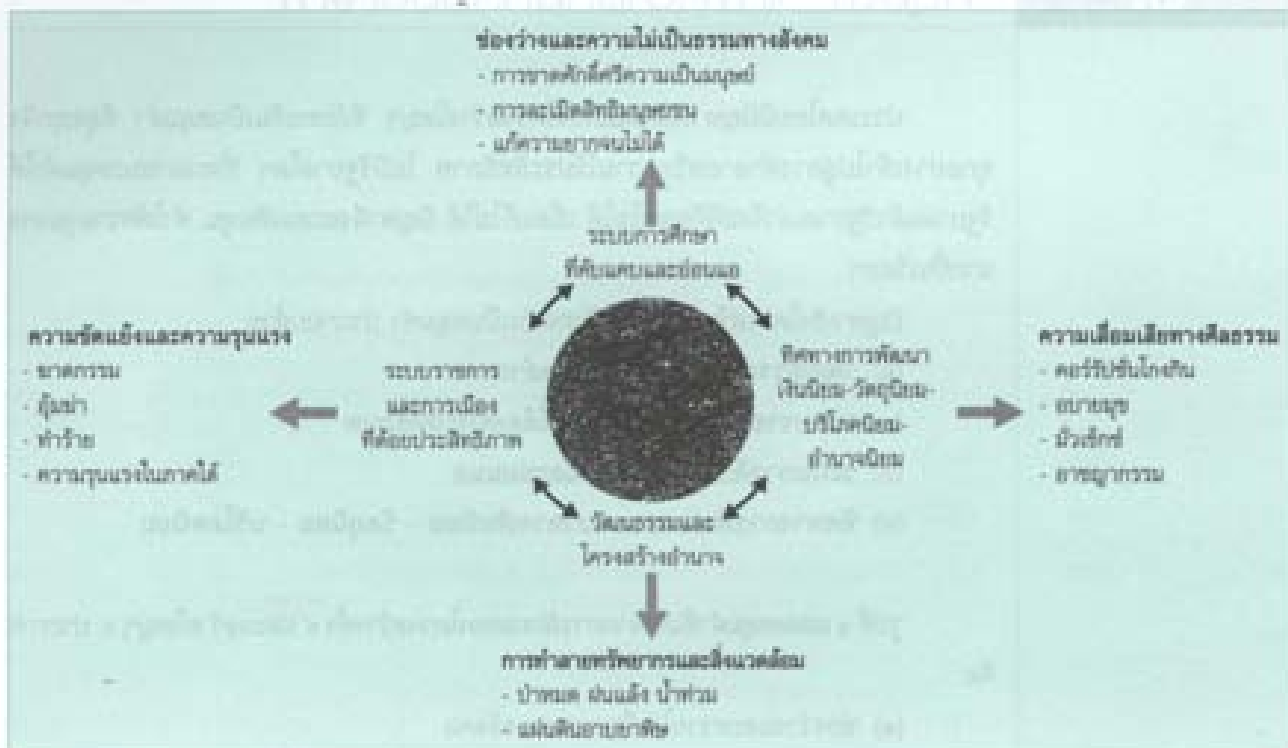 ช่องว่างและความไม่เป็นธรรมทางสังคม
- การขาดศักดิ์ศรีความเป็นมนุษย์
- การละเมิดสิทธิมนุษยชน
- แก้ความยากจนไม่ได้
ระบบการศึกษา
ที่คับแคบและอ่อนแอ
ความขัดแย้งและความรุนแรง
- ฆาตกรรม
- อุ้มฆ่า
- ทำร้าย
- ความรุนแรงในภาคใต้
ระบบราชการ
และการเมือง
ที่ด้อยประสิทธิภาพ
ทิศทางการพัฒนา
เงินนิยม-วัตถุนิยม-
บริโภคนิยม-
อำนาจนิยม
ความเสื่อมเสียทางศีลธรรม
- คอร์รัปชั่นโกงกิน
- อบายมุข
- มั่วเซ็กซ์
- อาชญากรรม
วัฒนธรรมและ
โครงสร้างอำนาจ
การทำลายทรัพยากรและสิ่งแวดล้อม
- ป่าหมด ฝนแล้ง น้ำท่วม
- แผ่นดินอาบยาพิษ